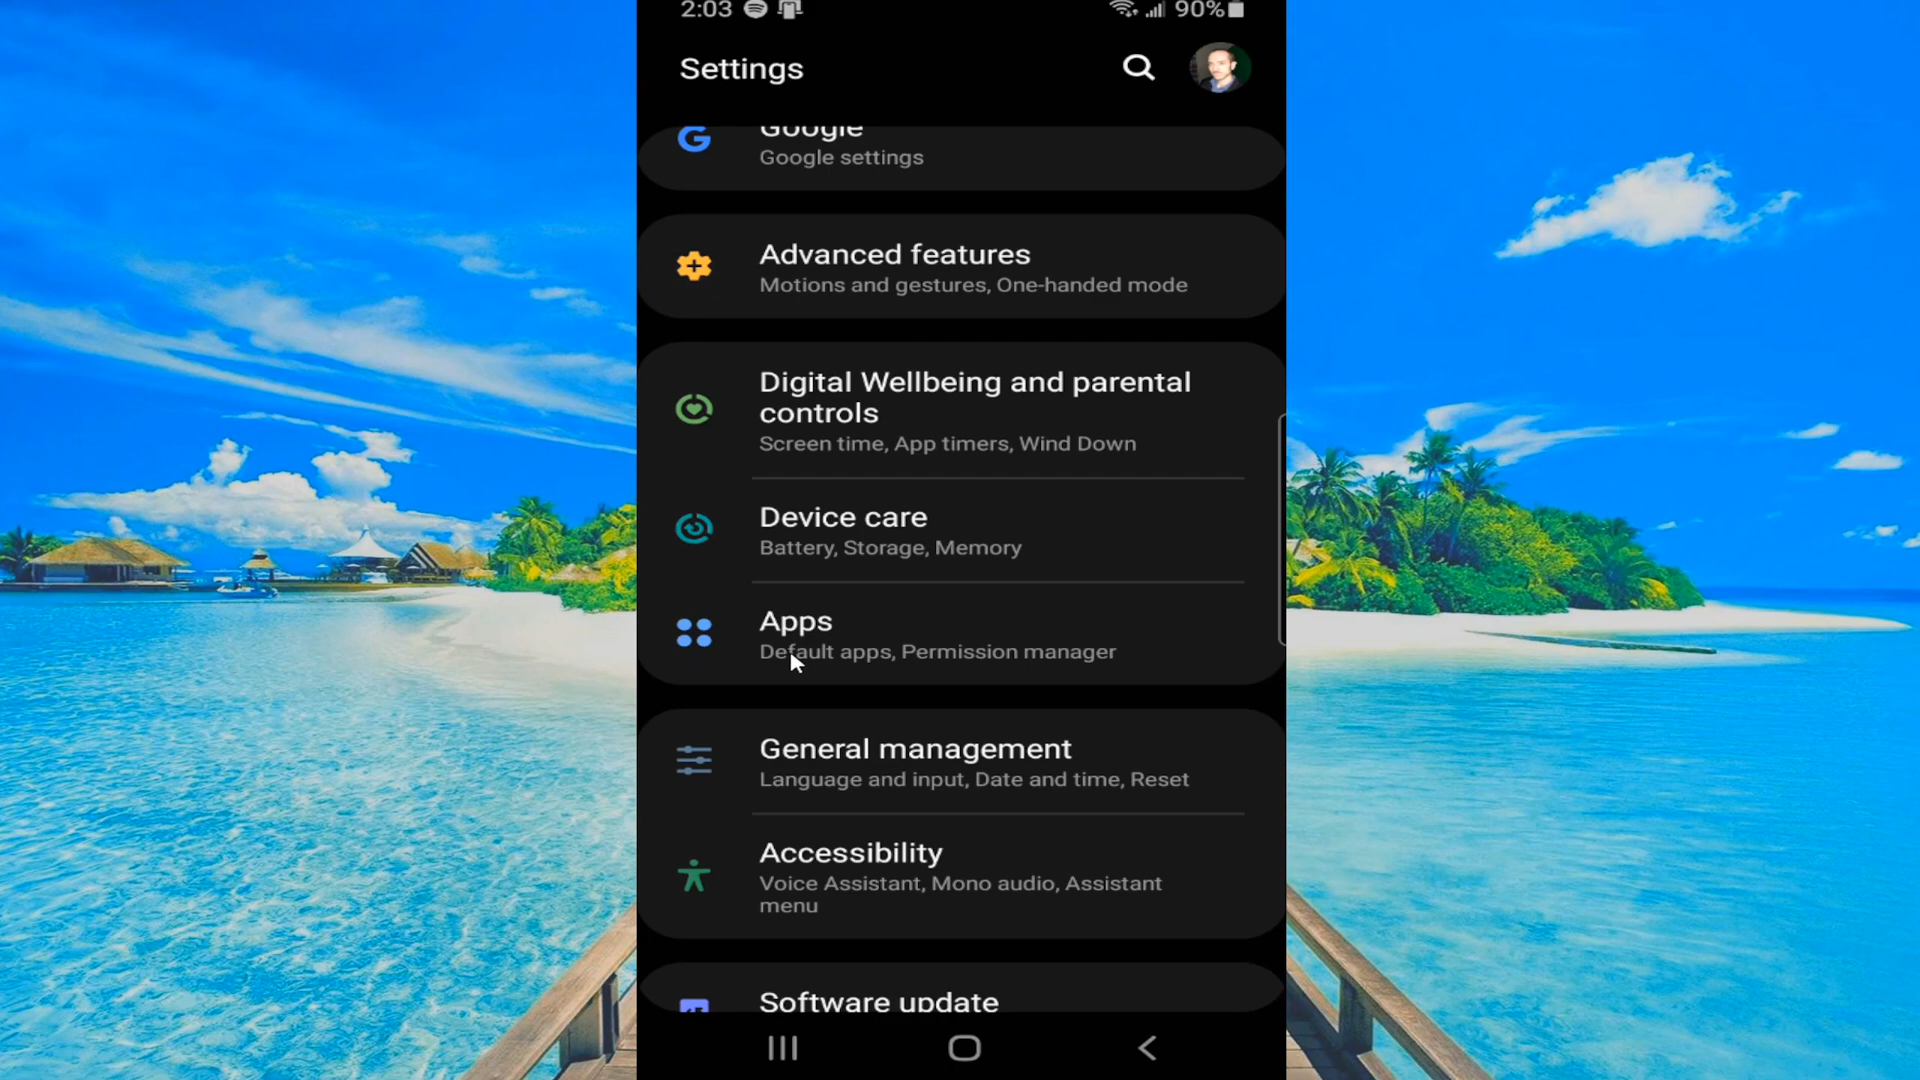 2:03 90%
Settings
Google
Google settings
Advanced features
Motions and gestures, One-handed mode
Digital Wellbeing and parental
controls
Screen time, App timers, Wind Down
Device care
Battery, Storage, Memory
Apps
Default apps, Permission manager
General management
Language and input, Date and time, Reset
Accessibility
Voice Assistant, Mono audio, Assistant
menu
Software update